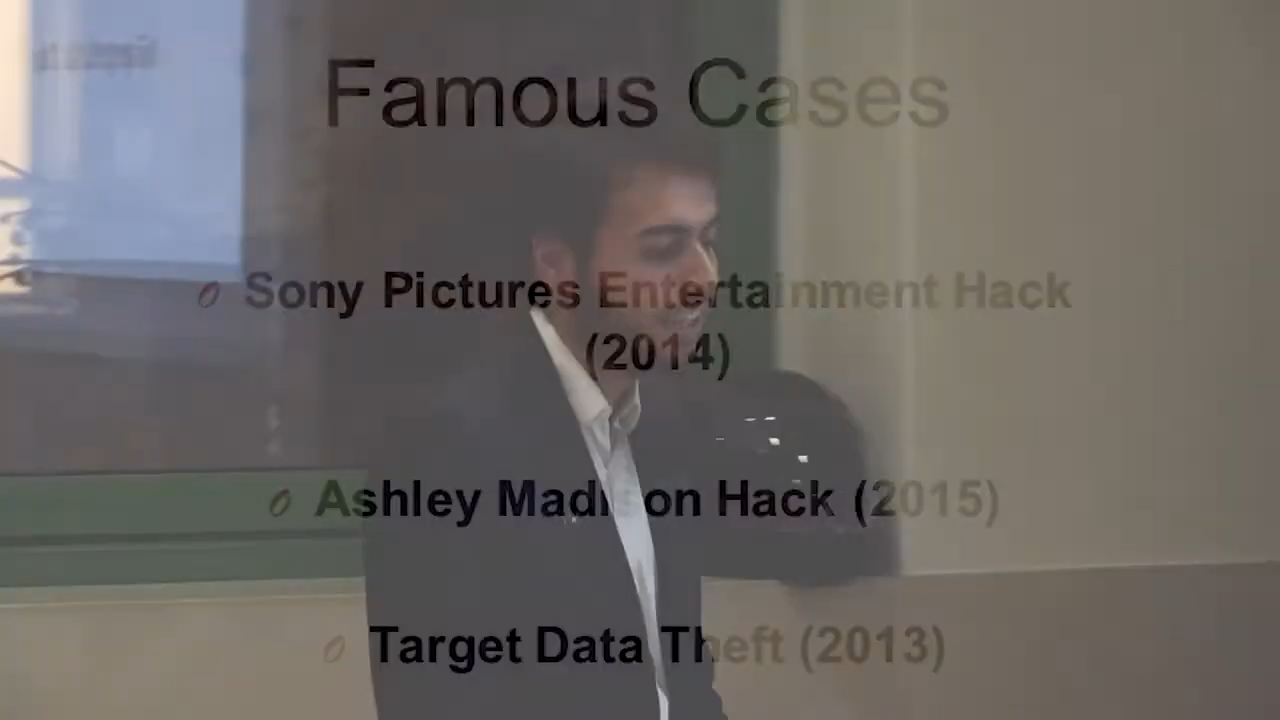 Famous Cases
Sony Pictures Entertainment Hack
(2014)
Ashley Madison Hack (2015)
Target Data Theft (2013)